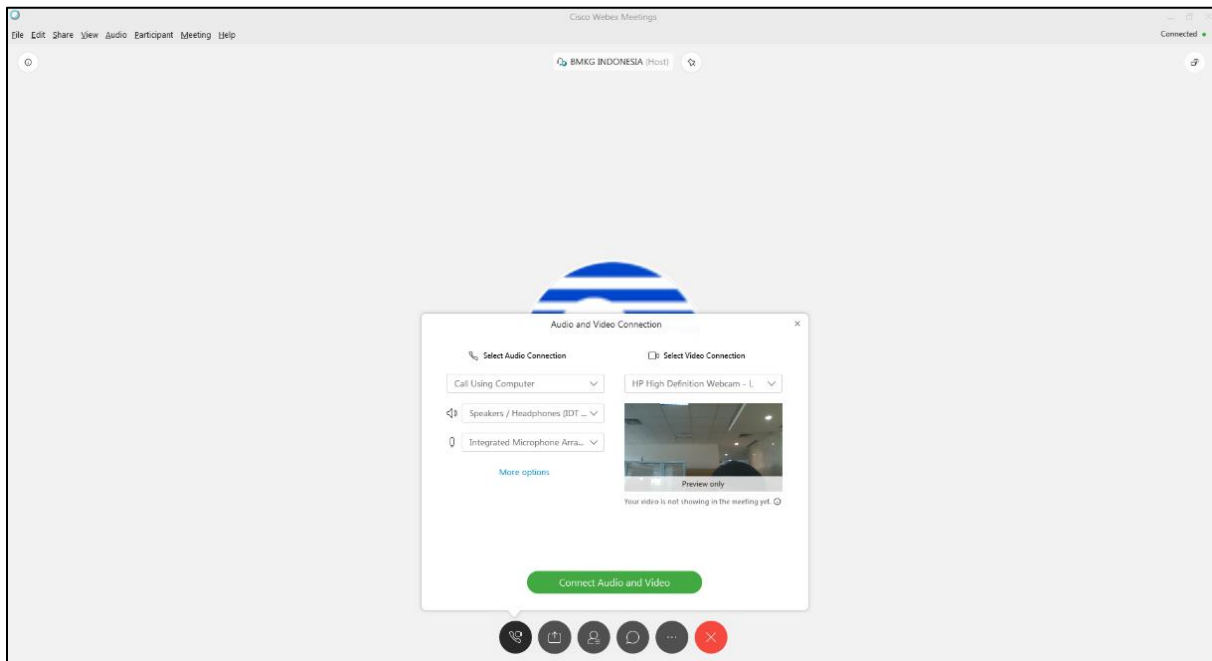 Cisco Webex Meetings
File Edit Share View Audio Participant Meeting Help
Connected
BMKG INDONESIA (Host)
Audio and Video Connection
Select Audio Connection
Select Video Connection
Call Using Computer
HP High Definition Webcam - L
Speakers / Headphones (IDT ...
Integrated Microphone Arra...
More options
Preview only
Your video is not showing in the meeting yet.
Connect Audio and Video